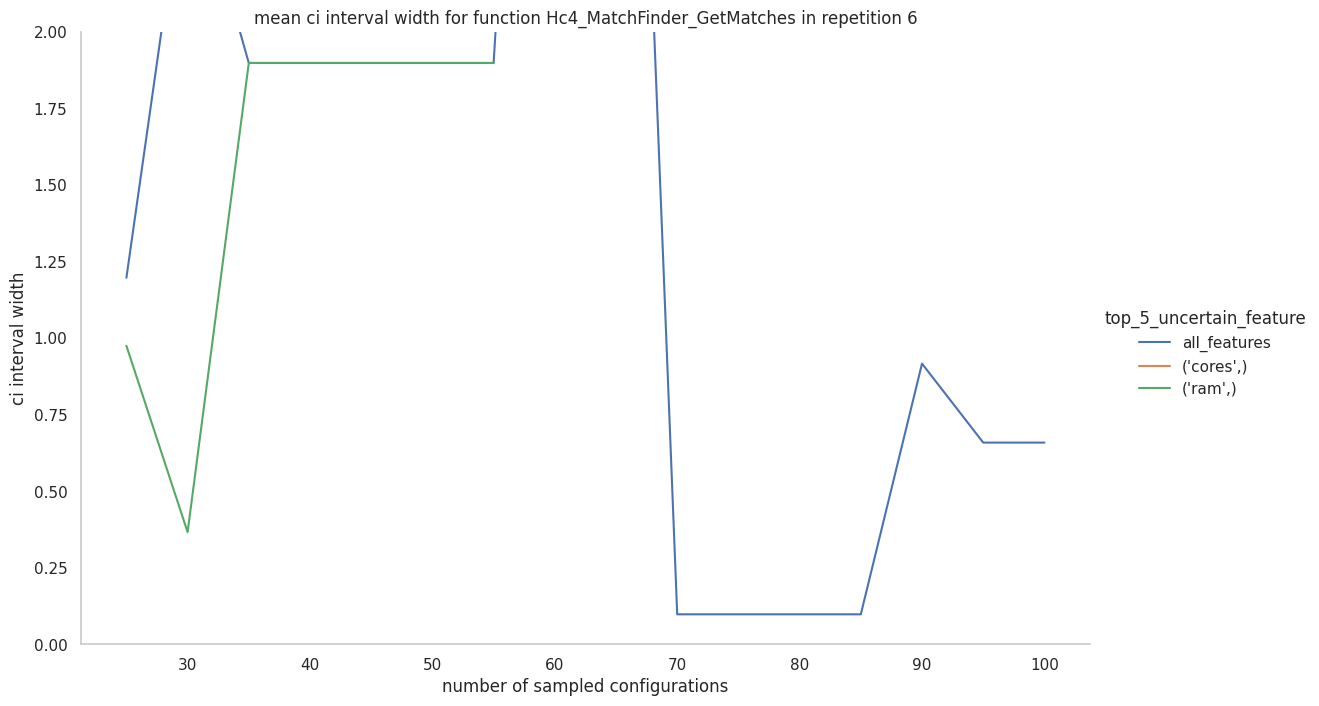 mean ci interval width for function Hc4_MatchFinder_GetMatches in repetition 6
2.00
1.75
1.50
1.25
1.00
0.75
0.50
0.25
0.00
ci interval width
30 40 50 60 70 80 90 100
number of sampled configurations
top_5_uncertain_feature
all_features
('cores',)
('ram',)